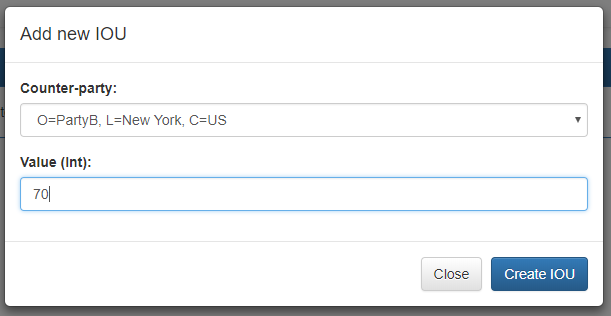 Add new IOU
Counter-party:
O=PartyB, L=New York, C=US
Value (Int):
70
Close Create IOU